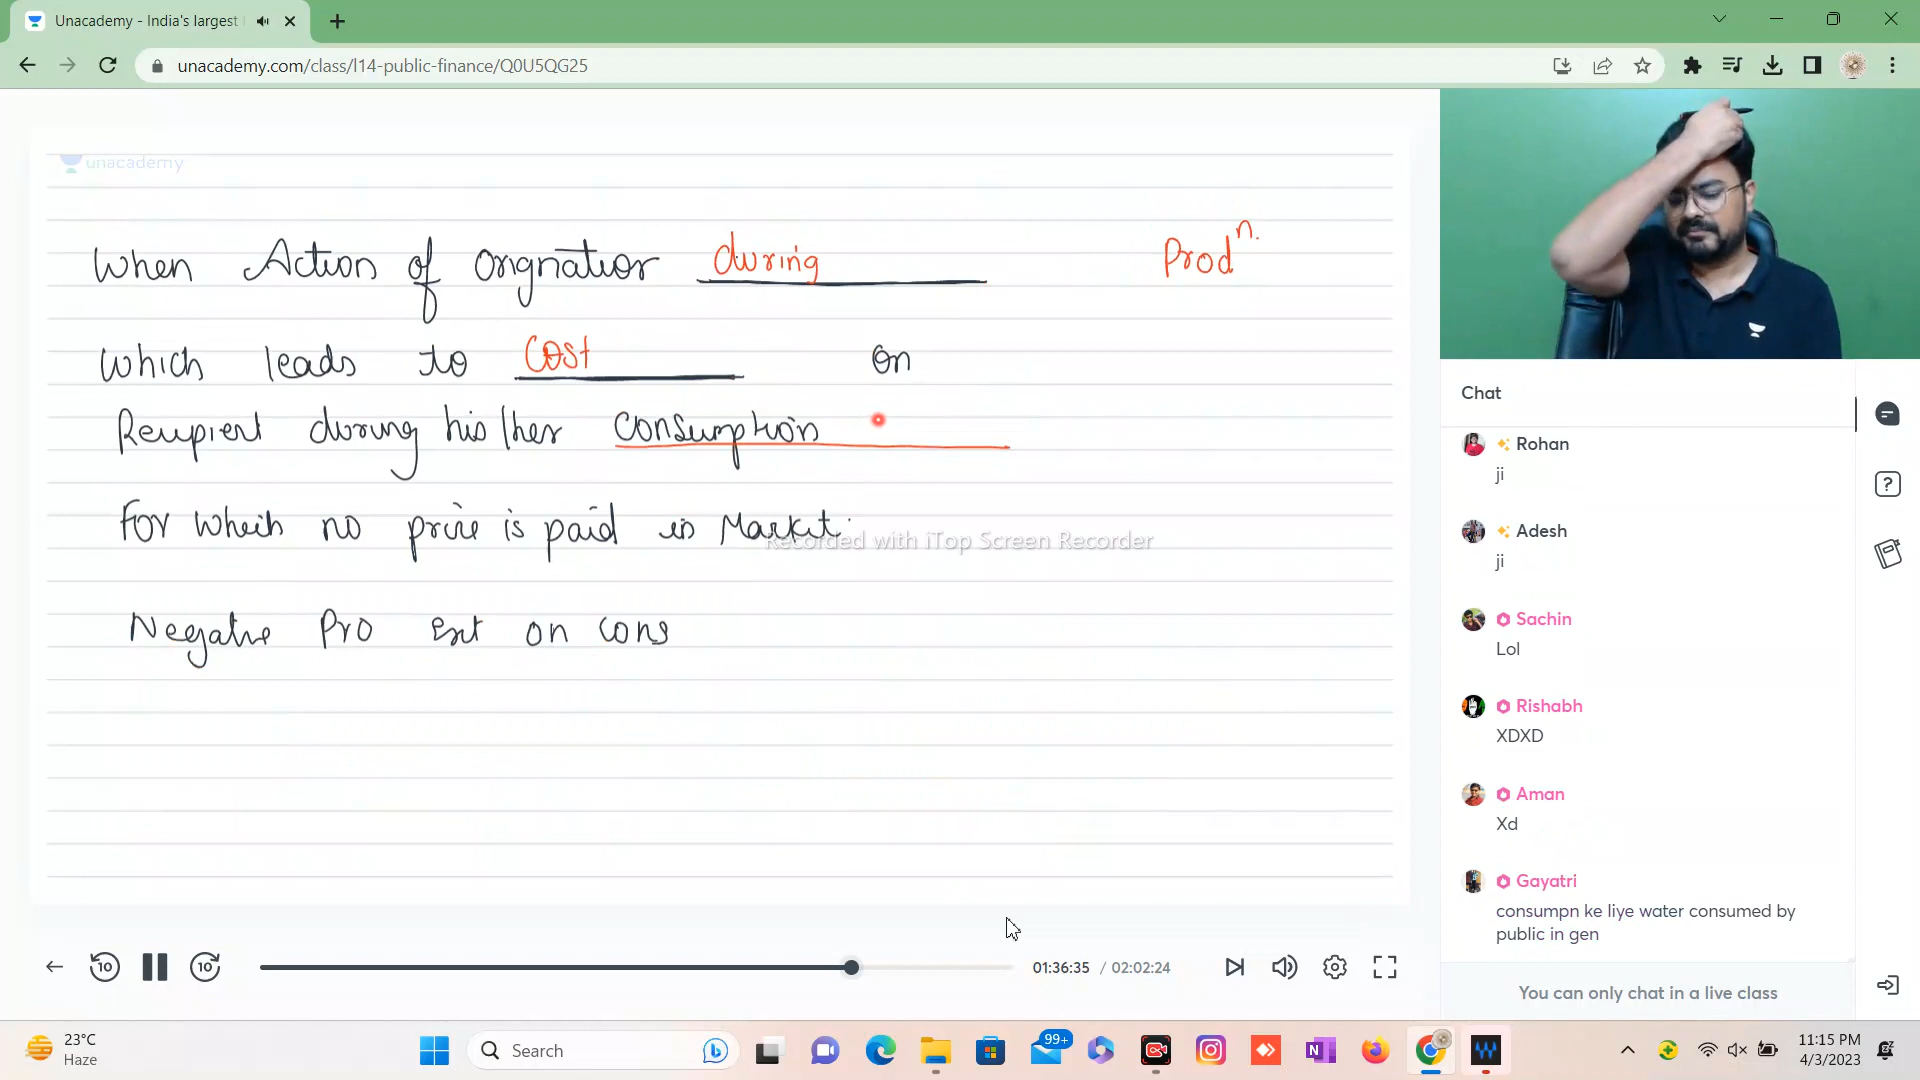 Unacademy - India's largest
unacademy.com/class/l14-public-finance/Q0U5QG25
unacademy
When Action of Orignatior during Prodⁿ.
Which leads to Cost on
Recipient during his/her Consumption
For which no price is paid in Market.
Recorded with iTop Screen Recorder
Negative Pro Ext on Cons
10
10
01:36:35 / 02:02:24
Chat
Rohan
ji
Adesh
ji
Sachin
Lol
Rishabh
XDXD
Aman
Xd
Gayatri
consumpn ke liye water consumed by
public in gen
You can only chat in a live class
23°C
Haze
Search
99+
11:15 PM
4/3/2023